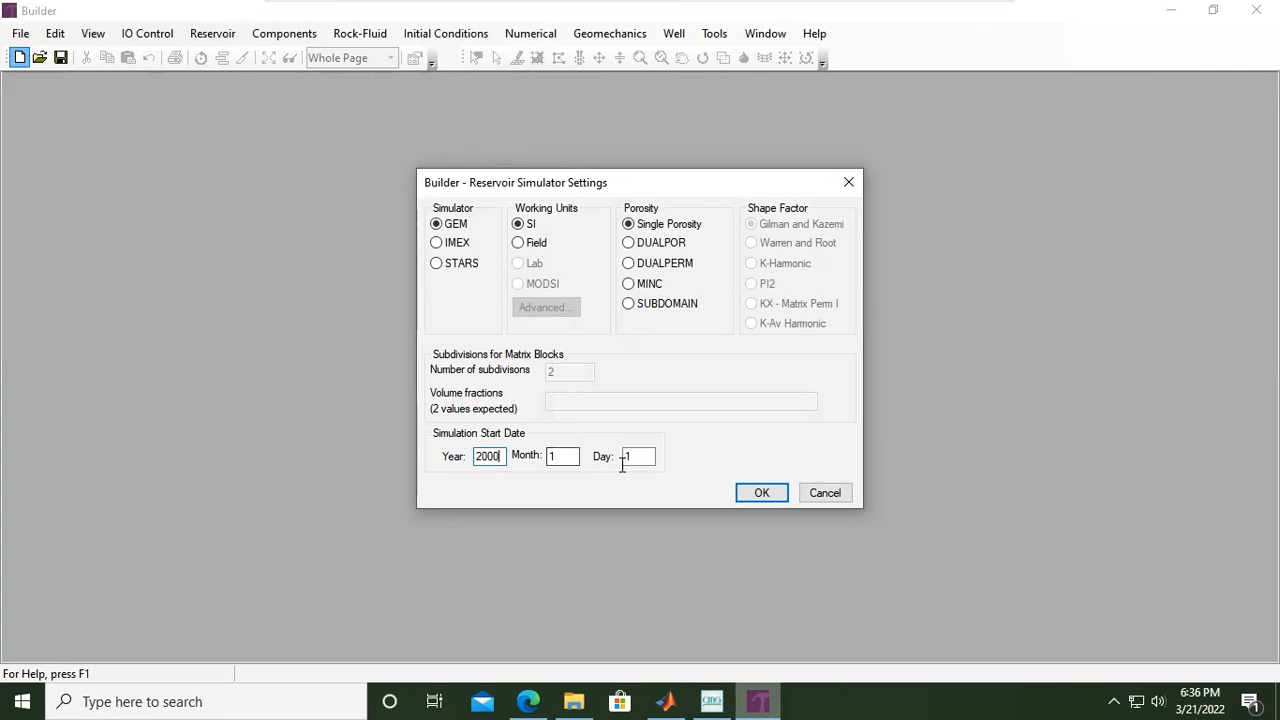 Builder
File Edit View IO Control Reservoir Components Rock-Fluid Initial Conditions Numerical Geomechanics Well Tools Window Help
Whole Page
Builder - Reservoir Simulator Settings
Simulator Working Units Porosity Shape Factor
GEM SI Single Porosity Gilman and Kazemi
IMEX Field DUALPOR Warren and Root
STARS Lab DUALPERM K-Harmonic
MODSI MINC PI2
Advanced... SUBDOMAIN KX - Matrix Perm I
K-Av Harmonic
Subdivisions for Matrix Blocks
Number of subdivisons 2
Volume fractions
(2 values expected)
Simulation Start Date
Year: 2000 Month: 1 Day: 1
OK Cancel
For Help, press F1
Type here to search
cmg
6:36 PM
3/21/2022
1